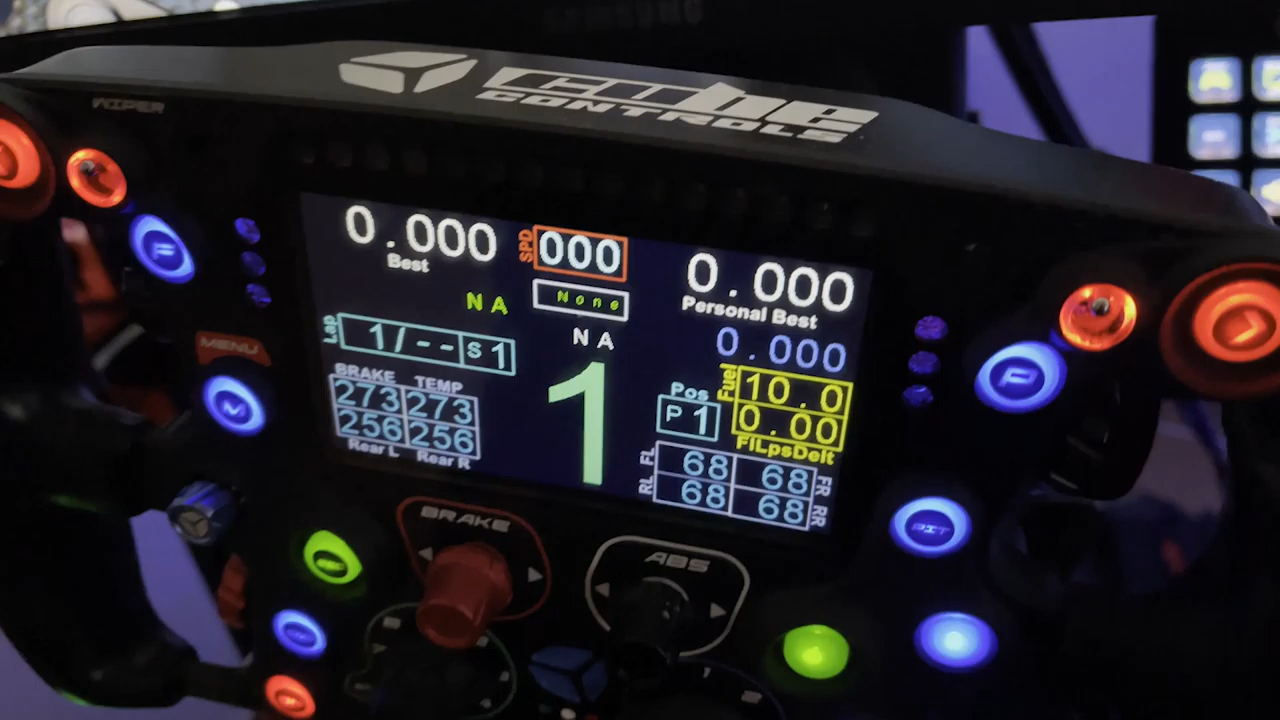 SAMSUNG
cube
CONTROLS
WIPER
0.000
Best
SPD
000
0.000
Personal Best
NA
None
NA
0.000
Lap
1/--
S 1
MENU
BRAKE TEMP
273 273
256 256
Rear L Rear R
1
Pos
P 1
Fuel
10.0
0.00
FlLpsDelt
FL 68 68 FR
RL 68 68 RR
F
P
M
PIT
BRAKE
ABS